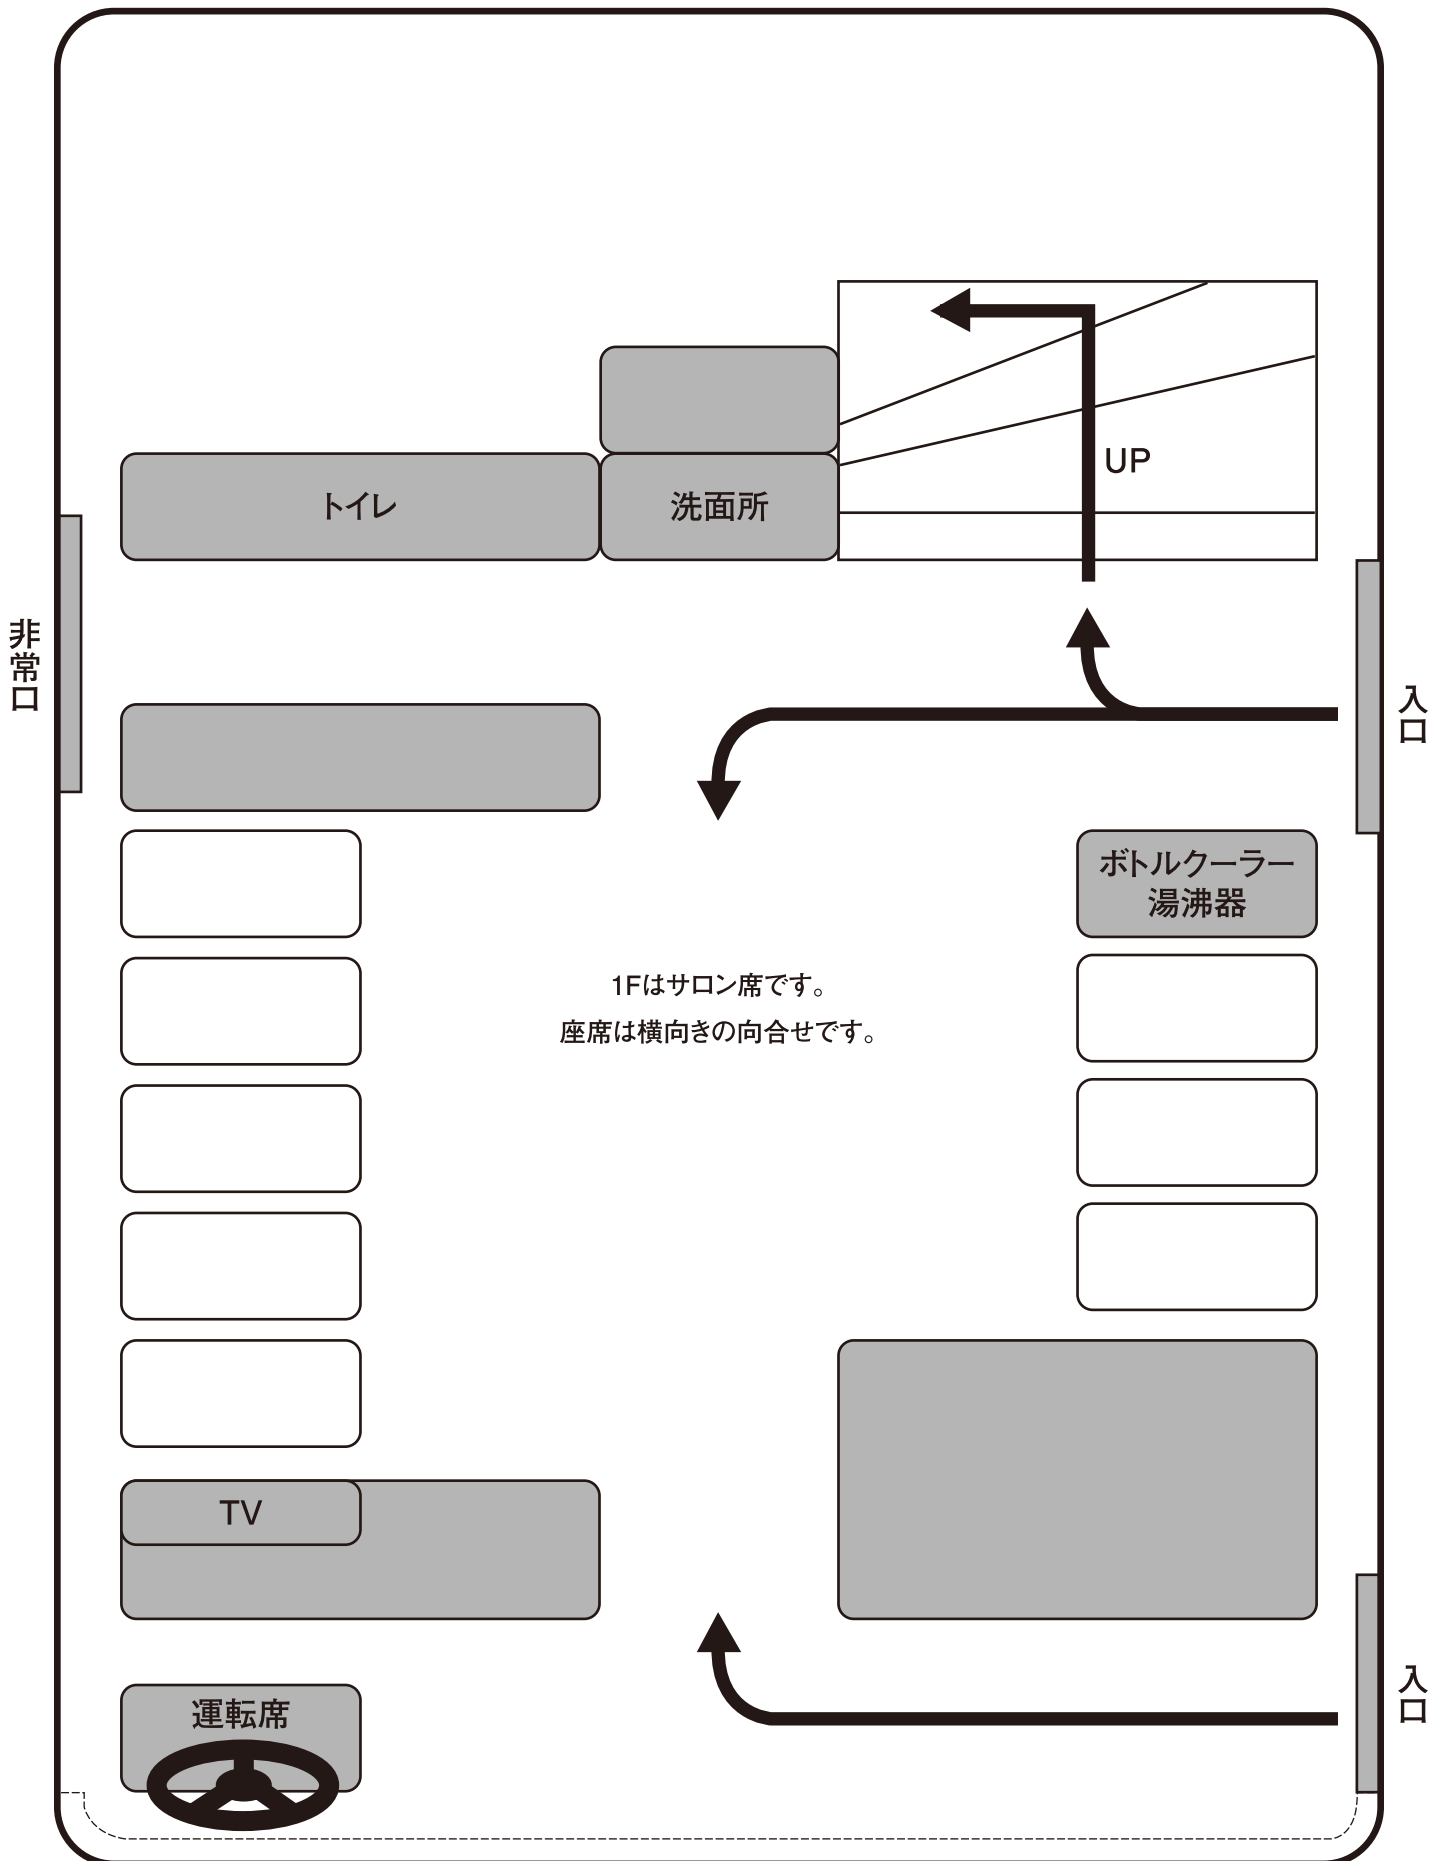 UP
トイレ
洗面所
非常口
入口
ボトルクーラー
湯沸器
1Fはサロン席です。
座席は横向きの向合せです。
TV
運転席
入口